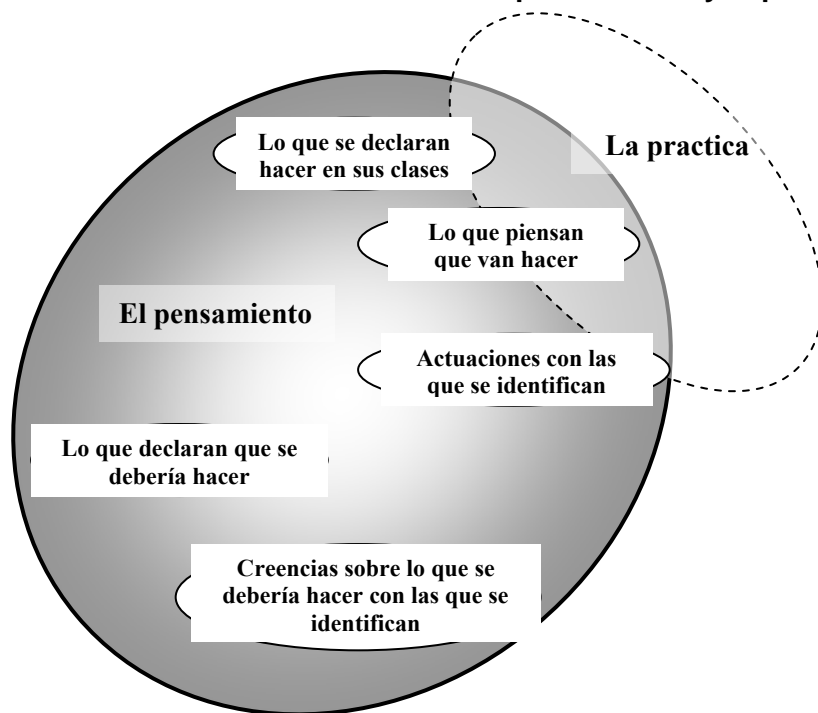 Lo que se declaran
hacer en sus clases
La practica
Lo que piensan
que van hacer
El pensamiento
Actuaciones con las
que se identifican
Lo que declaran que se
debería hacer
Creencias sobre lo que se
debería hacer con las que se
identifican